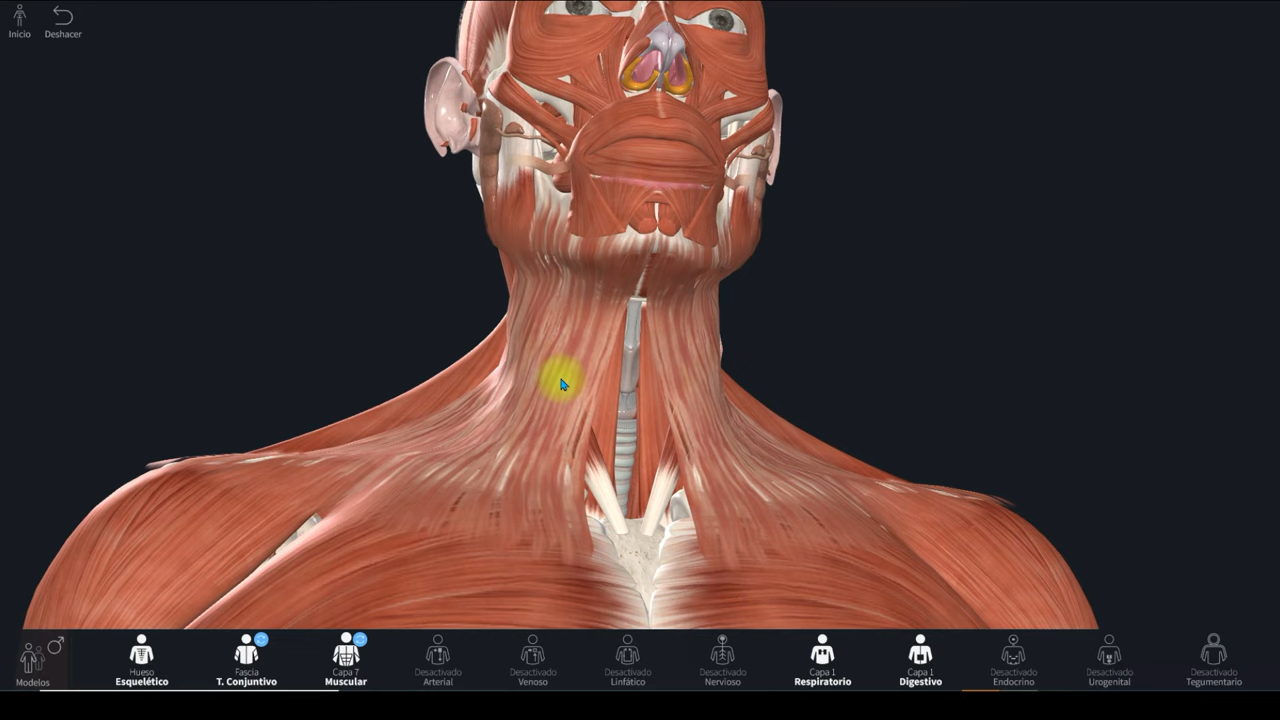 Inicio
Deshacer
Modelos
Hueso
Esquelético
Fascia
T. Conjuntivo
Capa 7
Muscular
Desactivado
Arterial
Desactivado
Venoso
Desactivado
Linfático
Desactivado
Nervioso
Capa 1
Respiratorio
Capa 1
Digestivo
Desactivado
Endocrino
Desactivado
Urogenital
Desactivado
Tegumentario